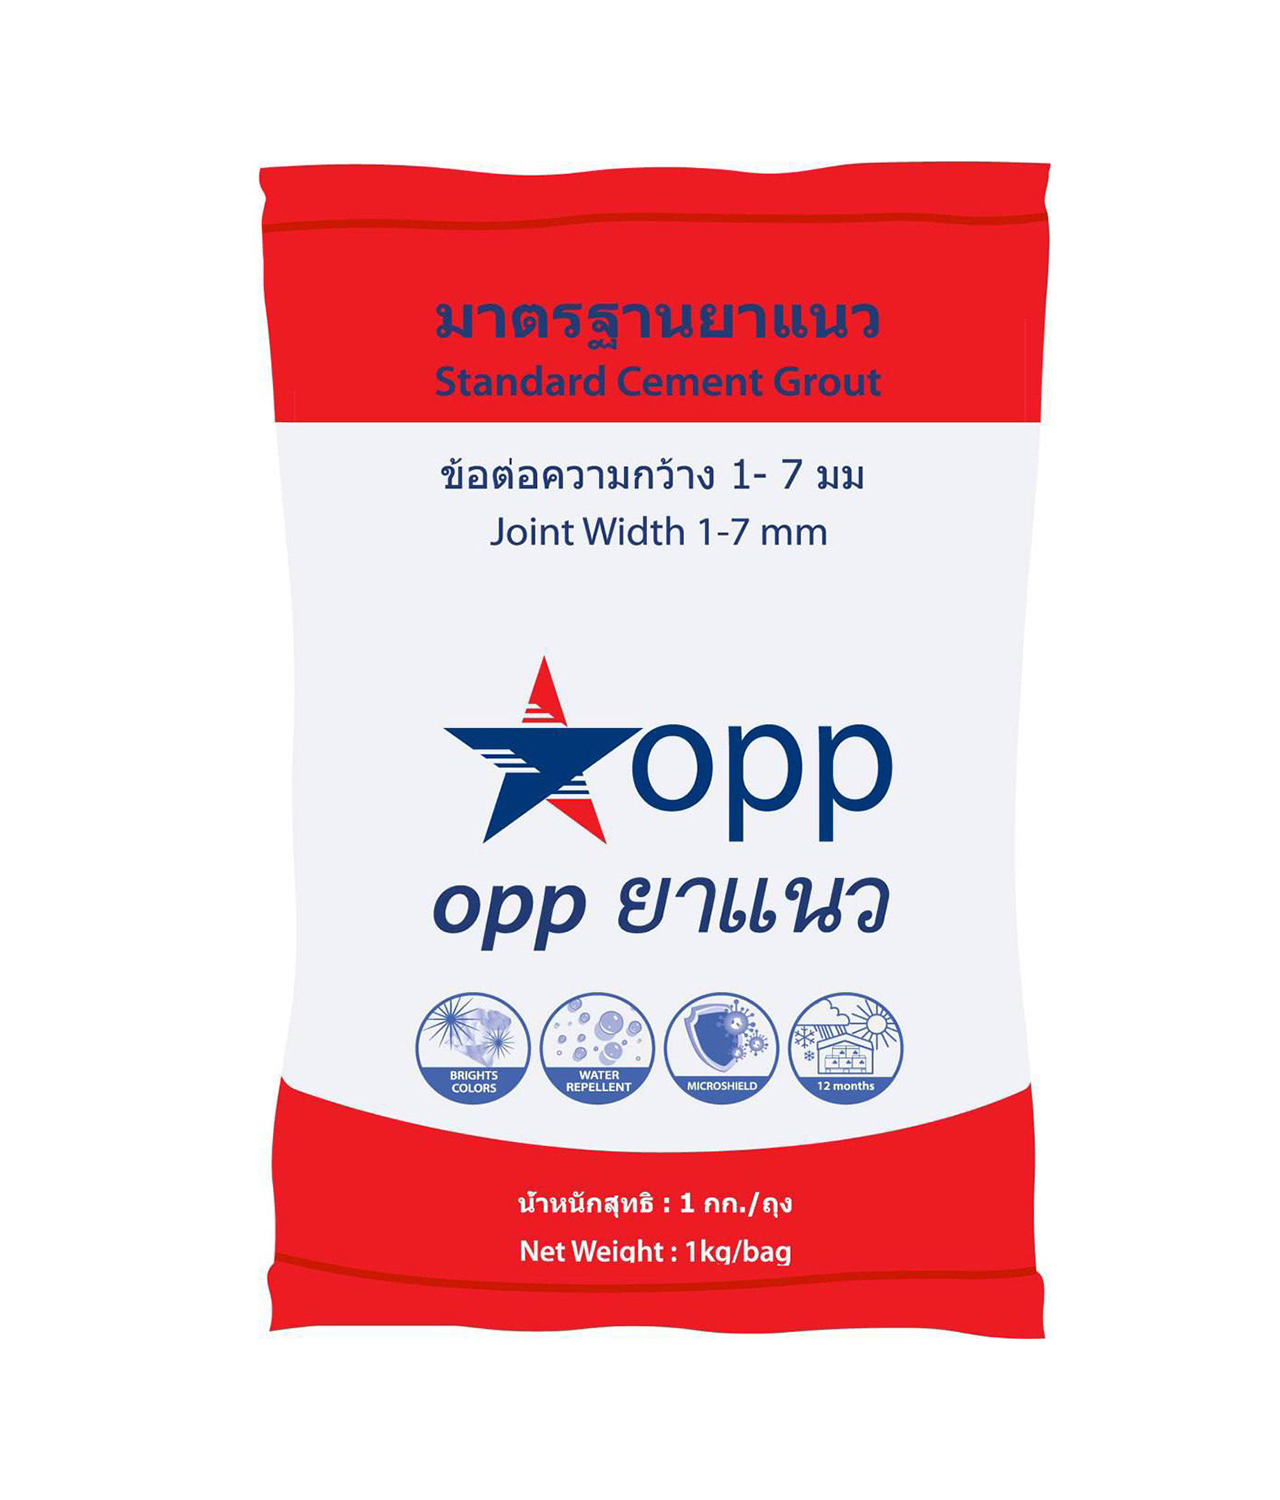 มาตรฐานยาแนว
Standard Cement Grout
ข้อต่อความกว้าง 1- 7 มม
Joint Width 1-7 mm
opp
opp ยาแนว
BRIGHTS
COLORS
WATER
REPELLENT
MICROSHIELD
12 months
น้ำหนักสุทธิ : 1 กก./ถุง
Net Weight : 1kg/bag